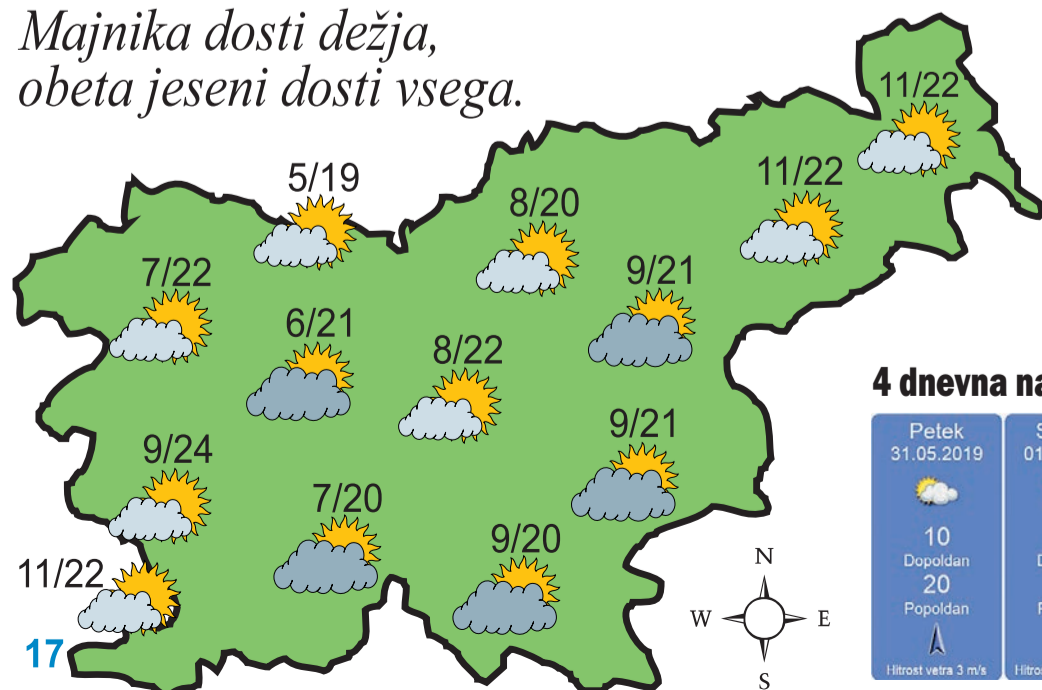 Majnika dosti dežja,
obeta jeseni dosti vsega.
11/22
5/19
11/22
8/20
7/22
9/21
6/21
8/22
9/24
9/21
7/20
9/20
11/22
17
N
W E
S
4 dnevna na
Petek
31.05.2019
10
Dopoldan
20
Popoldan
Hitrost vetra 3 m/s
S
01
D
P
Hitros